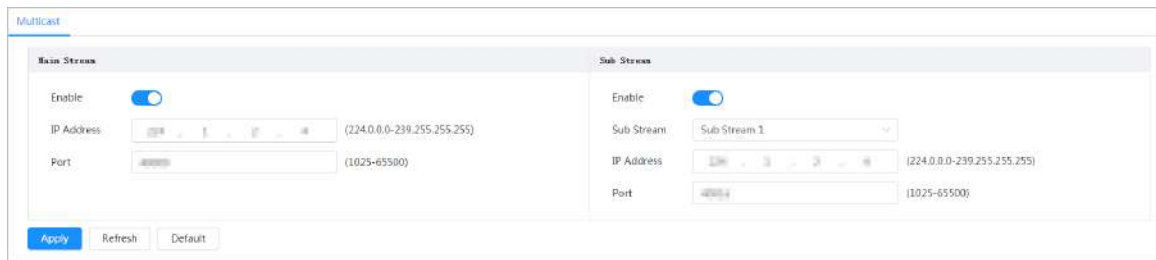 Multicast
Main Stream
Enable
IP Address (224.0.0.0-239.255.255.255)
Port (1025-65500)
Sub Stream
Enable
Sub Stream Sub Stream 1
IP Address (224.0.0.0-239.255.255.255)
Port (1025-65500)
Apply Refresh Default